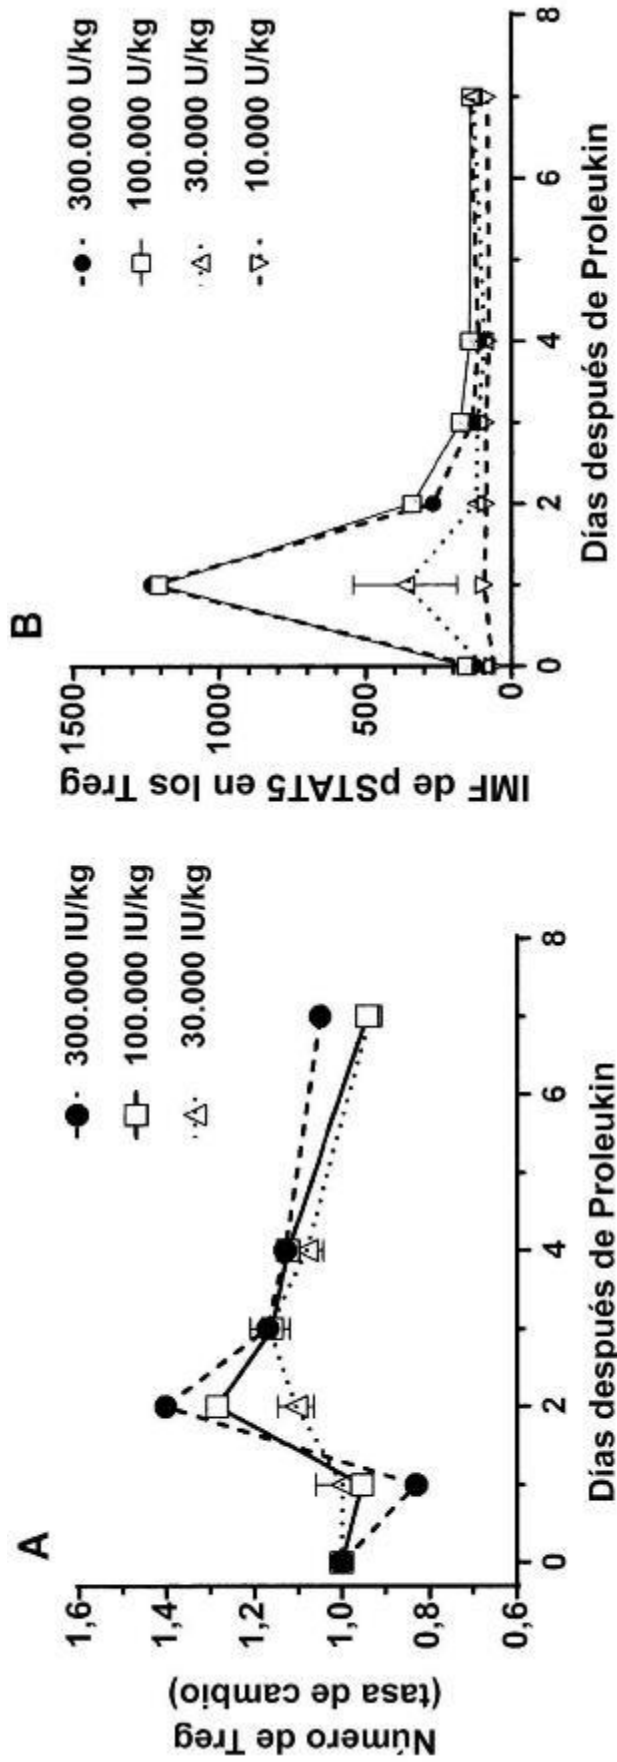 A
Número de Treg
(tasa de cambio)
1,6
1,4
1,2
1,0
0,8
0,6
0
2
4
6
8
Días después de Proleukin
300.000 IU/kg
100.000 IU/kg
30.000 IU/kg
B
IMF de pSTAT5 en los Treg
1500
1000
500
0
0
2
4
6
8
Días después de Proleukin
300.000 U/kg
100.000 U/kg
30.000 U/kg
10.000 U/kg